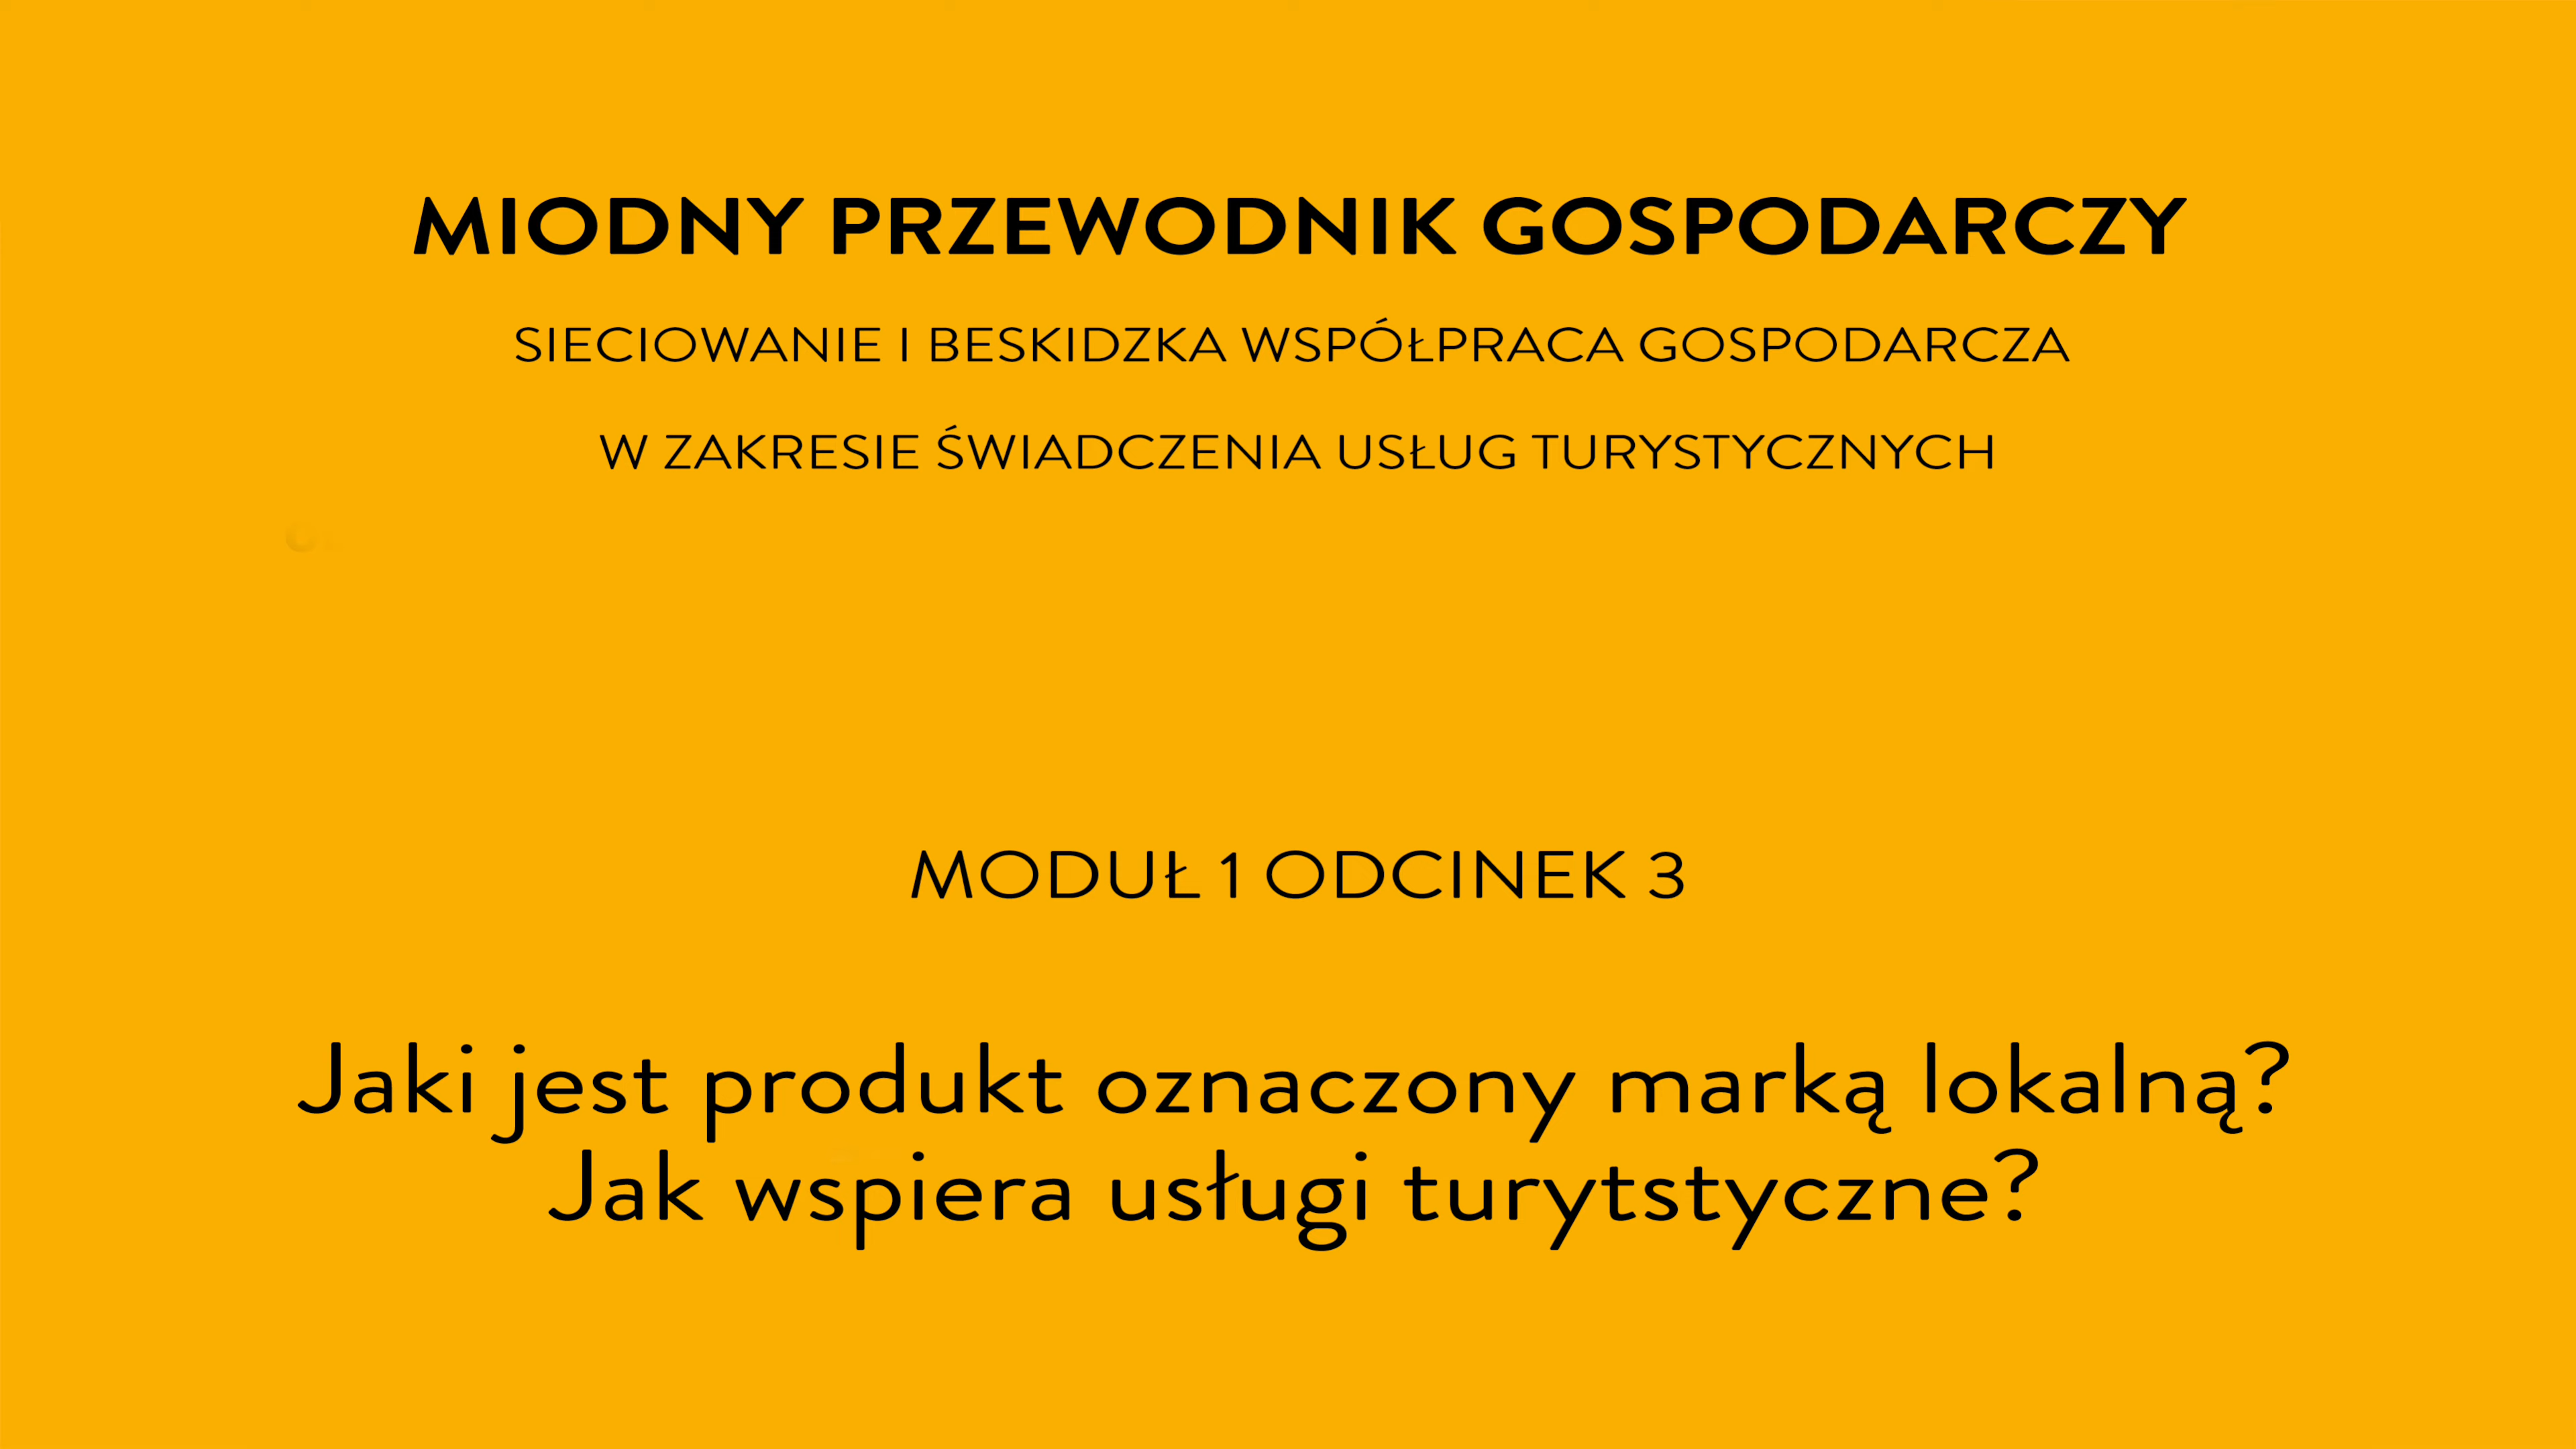 MIODNY PRZEWODNIK GOSPODARCZY
SIECIOWANIE I BESKIDZKA WSPÓŁPRACA GOSPODARCZA
W ZAKRESIE ŚWIADCZENIA USŁUG TURYSTYCZNYCH
MODUŁ 1 ODCINEK 3
Jaki jest produkt oznaczony marką lokalną?
Jak wspiera usługi turytstyczne?